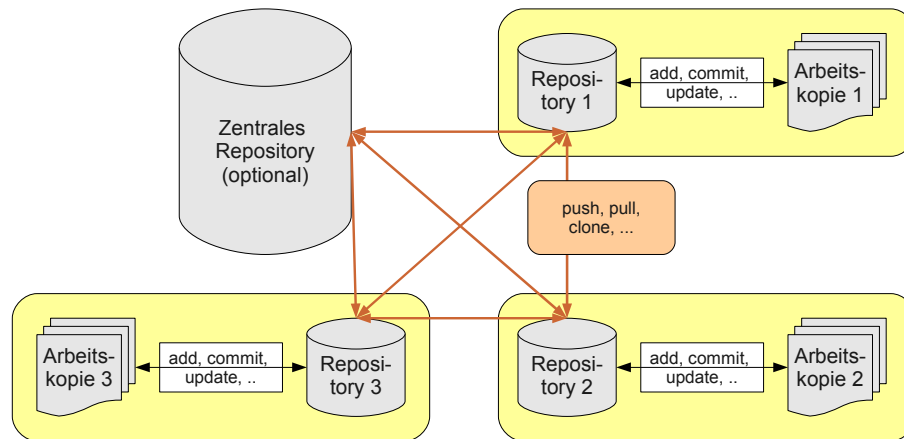 Zentrales
Repository
(optional)
Reposi-
tory 1
add, commit,
update, ..
Arbeits-
kopie 1
push, pull,
clone, ...
Arbeits-
kopie 3
add, commit,
update, ..
Reposi-
tory 3
Reposi-
tory 2
add, commit,
update, ..
Arbeits-
kopie 2